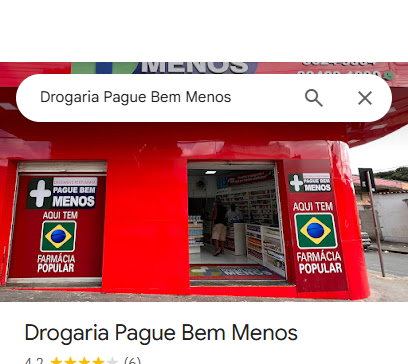 MENOS
Drogaria Pague Bem Menos
PAGUE BEM
MENOS
AQUI TEM
FARMÁCIA
POPULAR
PAGUE BEM
MENOS
AQUI TEM
FARMÁCIA
POPULAR
Drogaria Pague Bem Menos
4,2 (6)